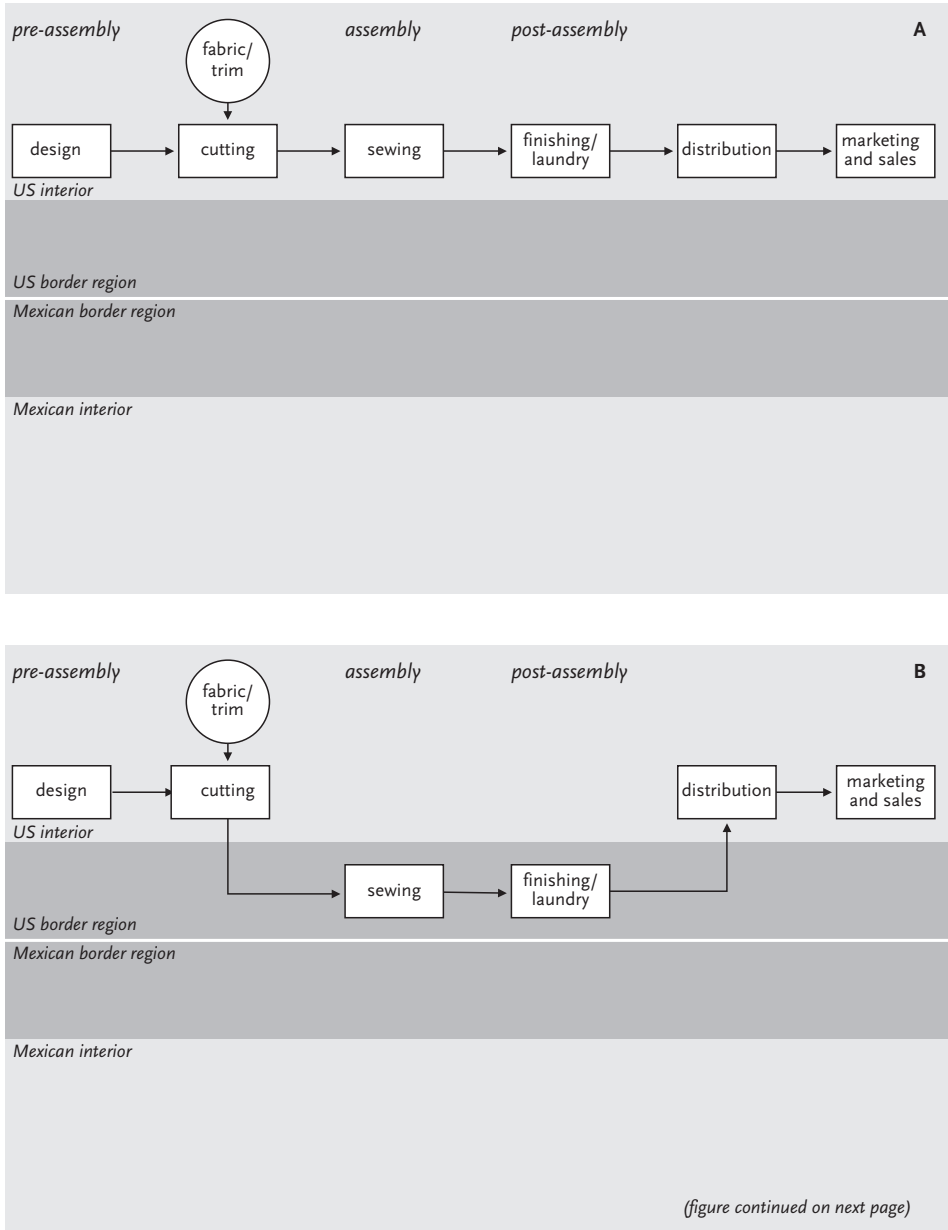 pre-assembly
assembly
post-assembly
A
fabric/
trim
design
cutting
sewing
finishing/
laundry
distribution
marketing
and sales
US interior
US border region
Mexican border region
Mexican interior
pre-assembly
assembly
post-assembly
B
fabric/
trim
design
cutting
distribution
marketing
and sales
US interior
sewing
finishing/
laundry
US border region
Mexican border region
Mexican interior
(figure continued on next page)